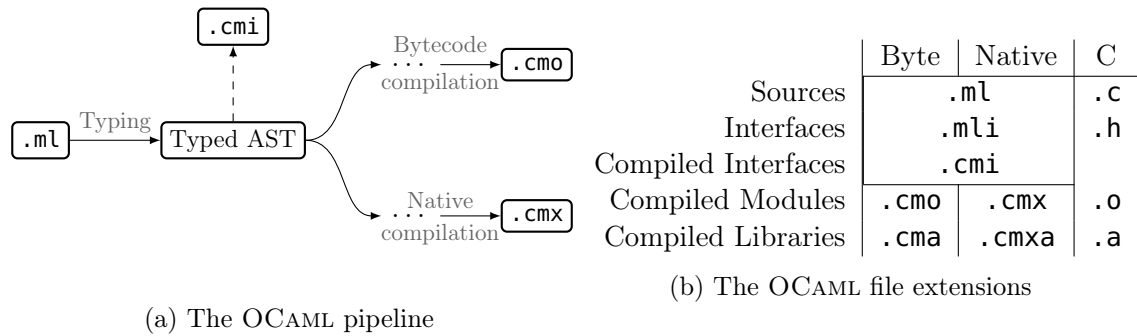 .cmi
Bytecode
... .cmo
compilation
.ml Typing Typed AST
Native
... .cmx
compilation
(a) The OCAML pipeline
Byte Native C
Sources .ml .c
Interfaces .mli .h
Compiled Interfaces .cmi
Compiled Modules .cmo .cmx .o
Compiled Libraries .cma .cmxa .a
(b) The OCAML file extensions